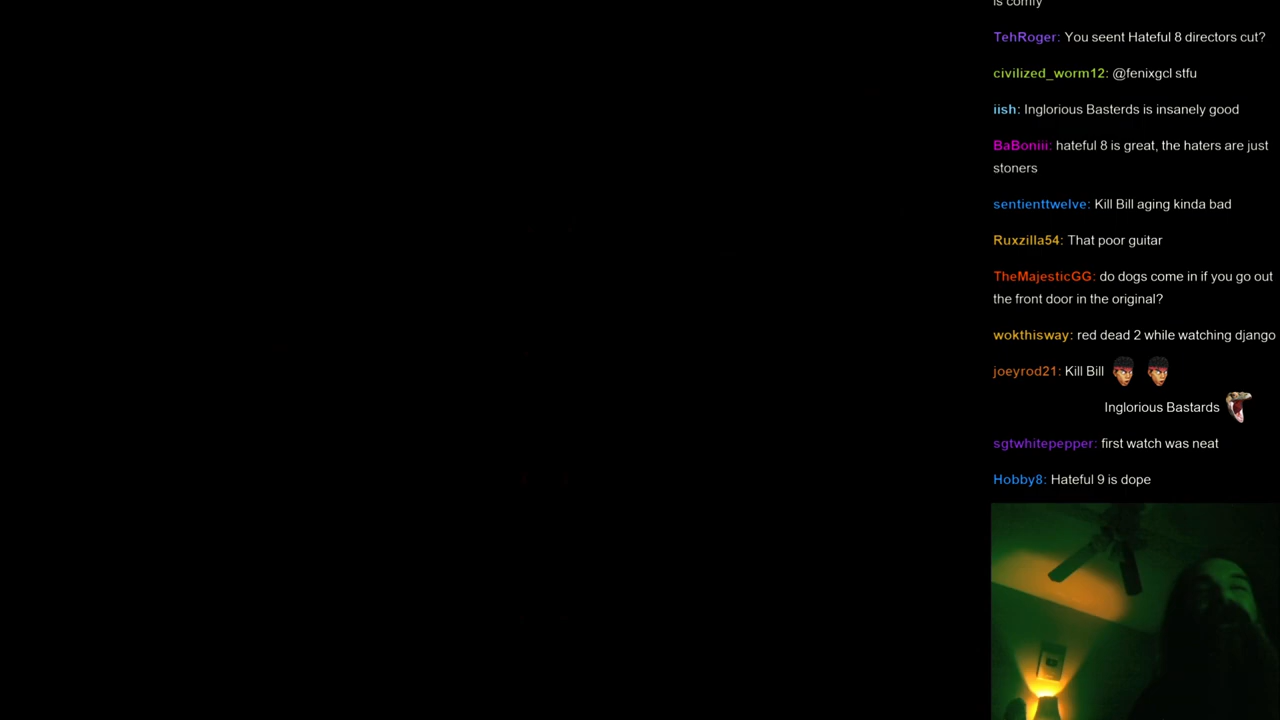 is comfy
TehRoger: You seent Hateful 8 directors cut?
civilized_worm12: @fenixgcl stfu
iish: Inglorious Basterds is insanely good
BaBoniii: hateful 8 is great, the haters are just
stoners
sentienttwelve: Kill Bill aging kinda bad
Ruxzilla54: That poor guitar
TheMajesticGG: do dogs come in if you go out
the front door in the original?
wokthisway: red dead 2 while watching django
joeyrod21: Kill Bill
Inglorious Bastards
sgtwhitepepper: first watch was neat
Hobby8: Hateful 9 is dope